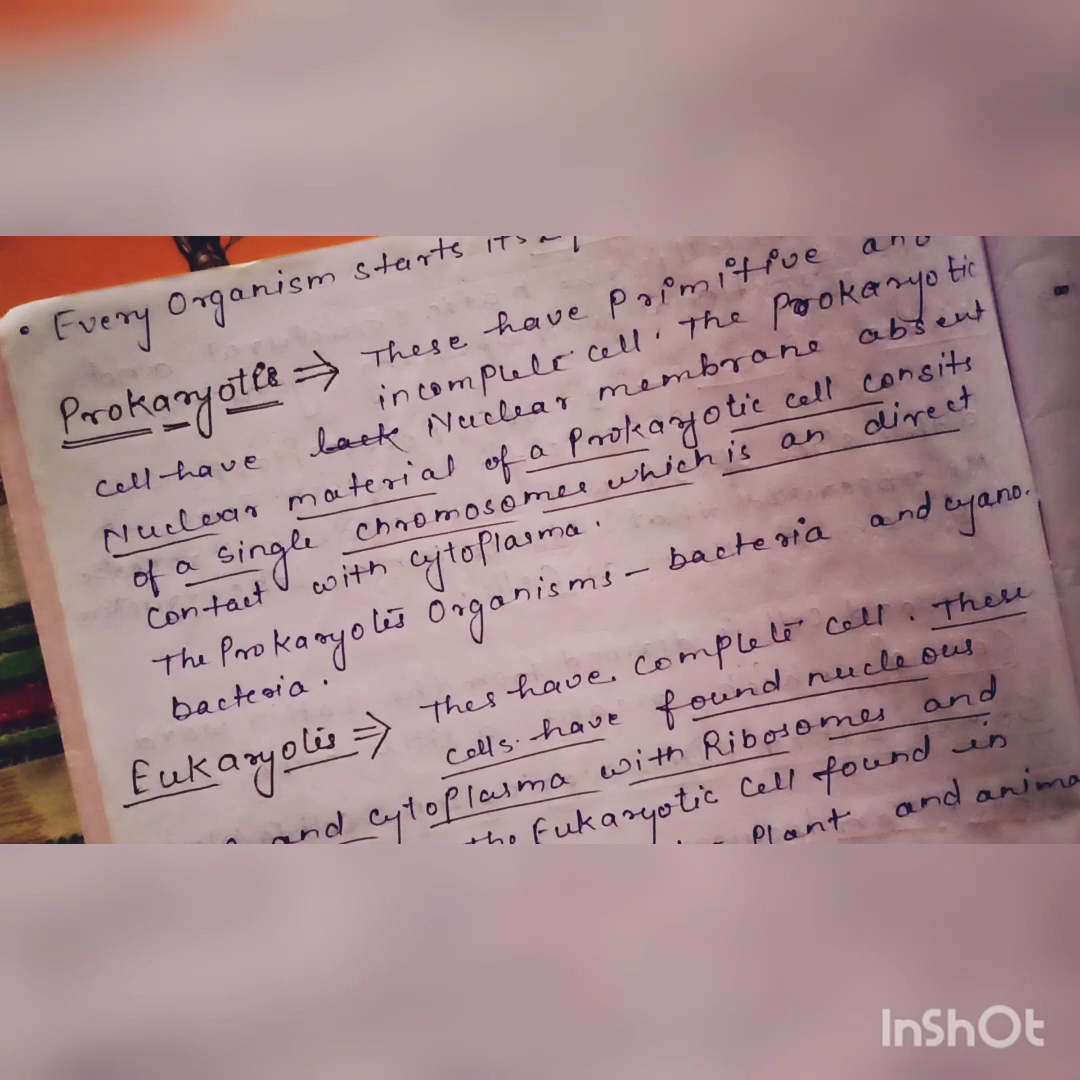 • Every Organism starts its
Prokaryotes ⇒ These have primitive and
incomplete cell. The Prokaryotic
cell have lack Nuclear membrane absent
Nuclear material of a Prokaryotic cell consits
of a single chromosomes which is an direct
contact with cytoplasma.
The Prokaryotes Organisms - bacteria and cyano.
bacteria.
Eukaryotes ⇒ Thes have. complete cell. These
cells. have found nucleous
and cytoplasma with Ribosomes and
the Eukaryotic cell found in
Plant and anima
InShOt